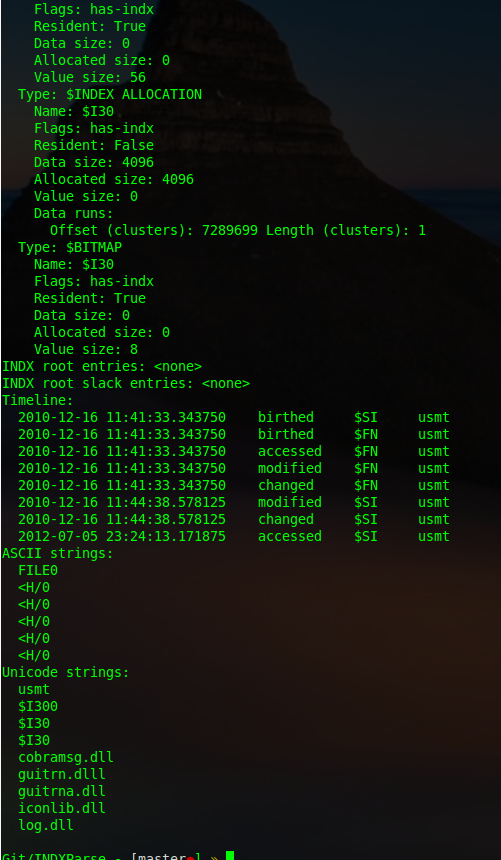 Flags: has-indx
Resident: True
Data size: 0
Allocated size: 0
Value size: 56
Type: $INDEX ALLOCATION
Name: $I30
Flags: has-indx
Resident: False
Data size: 4096
Allocated size: 4096
Value size: 0
Data runs:
Offset (clusters): 7289699 Length (clusters): 1
Type: $BITMAP
Name: $I30
Flags: has-indx
Resident: True
Data size: 0
Allocated size: 0
Value size: 8
INDX root entries: <none>
INDX root slack entries: <none>
Timeline:
2010-12-16 11:41:33.343750    birthed     $SI     usmt
2010-12-16 11:41:33.343750    birthed     $FN     usmt
2010-12-16 11:41:33.343750    accessed    $FN     usmt
2010-12-16 11:41:33.343750    modified    $FN     usmt
2010-12-16 11:41:33.343750    changed     $FN     usmt
2010-12-16 11:44:38.578125    modified    $SI     usmt
2010-12-16 11:44:38.578125    changed     $SI     usmt
2012-07-05 23:24:13.171875    accessed    $SI     usmt
ASCII strings:
FILE0
<H/0
<H/0
<H/0
<H/0
<H/0
Unicode strings:
usmt
$I300
$I30
$I30
cobramsg.dll
guitrn.dlll
guitrna.dll
iconlib.dll
log.dll
Git/INDXParse - [master●] »